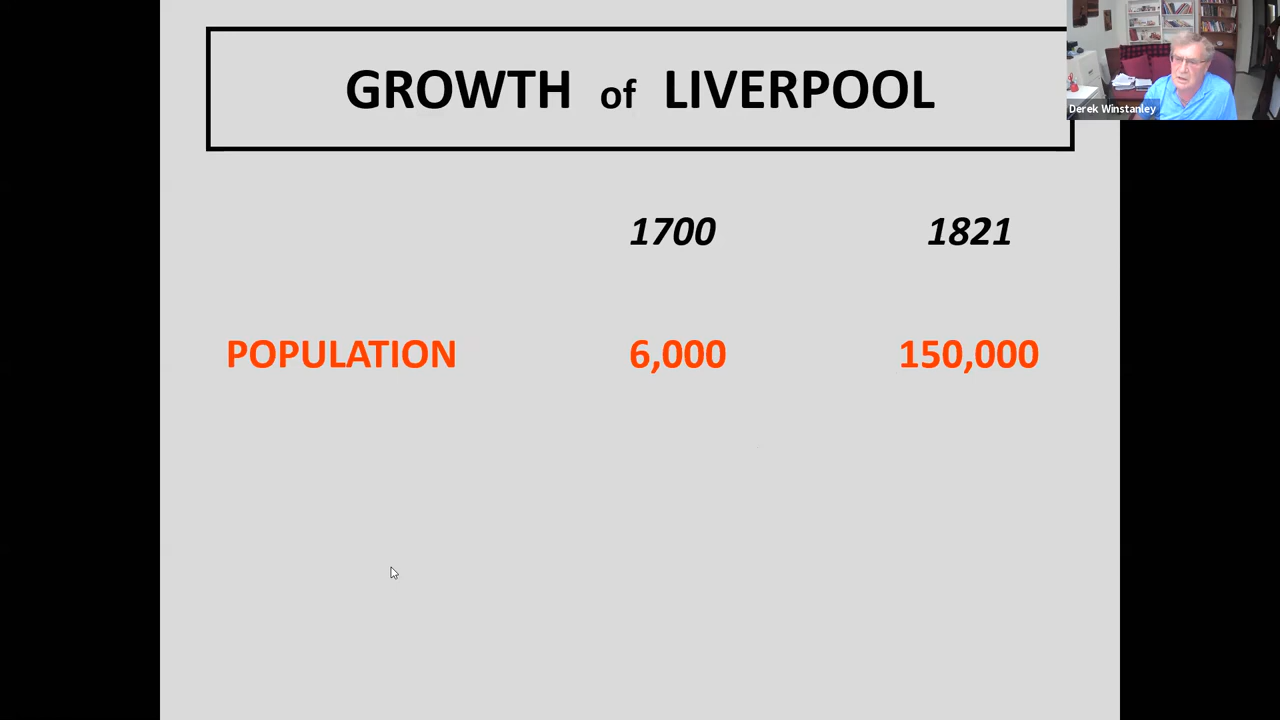 GROWTH of LIVERPOOL
Derek Winstanley
1700 1821
POPULATION 6,000 150,000